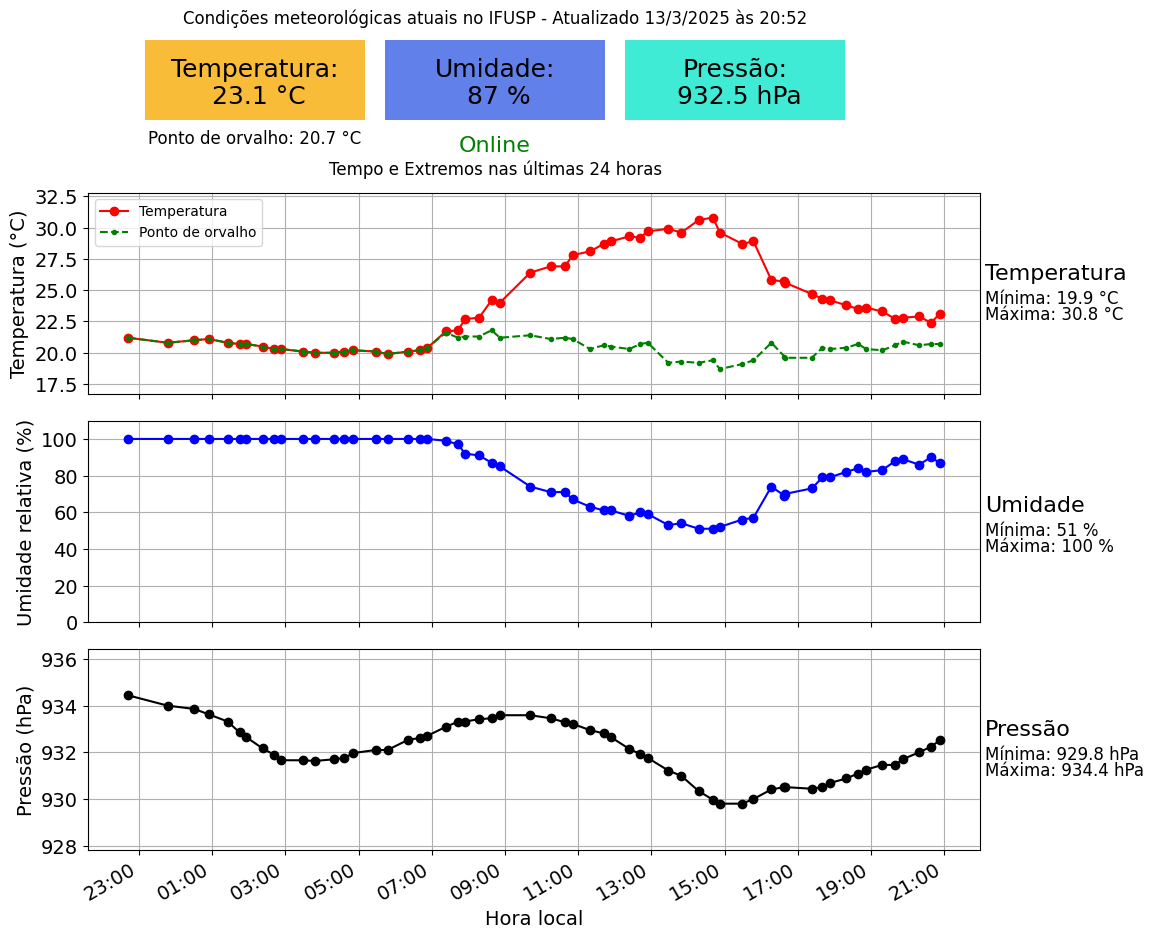 Condições meteorológicas atuais no IFUSP - Atualizado 13/3/2025 às 20:52
Temperatura:
23.1 °C
Umidade:
87 %
Pressão:
932.5 hPa
Ponto de orvalho: 20.7 °C
Online
Tempo e Extremos nas últimas 24 horas
Temperatura (°C)
32.5
30.0
27.5
25.0
22.5
20.0
17.5
Temperatura
Ponto de orvalho
Temperatura
Mínima: 19.9 °C
Máxima: 30.8 °C
Umidade relativa (%)
100
80
60
40
20
0
Umidade
Mínima: 51 %
Máxima: 100 %
Pressão (hPa)
936
934
932
930
928
Pressão
Mínima: 929.8 hPa
Máxima: 934.4 hPa
23:00 01:00 03:00 05:00 07:00 09:00 11:00 13:00 15:00 17:00 19:00 21:00
Hora local